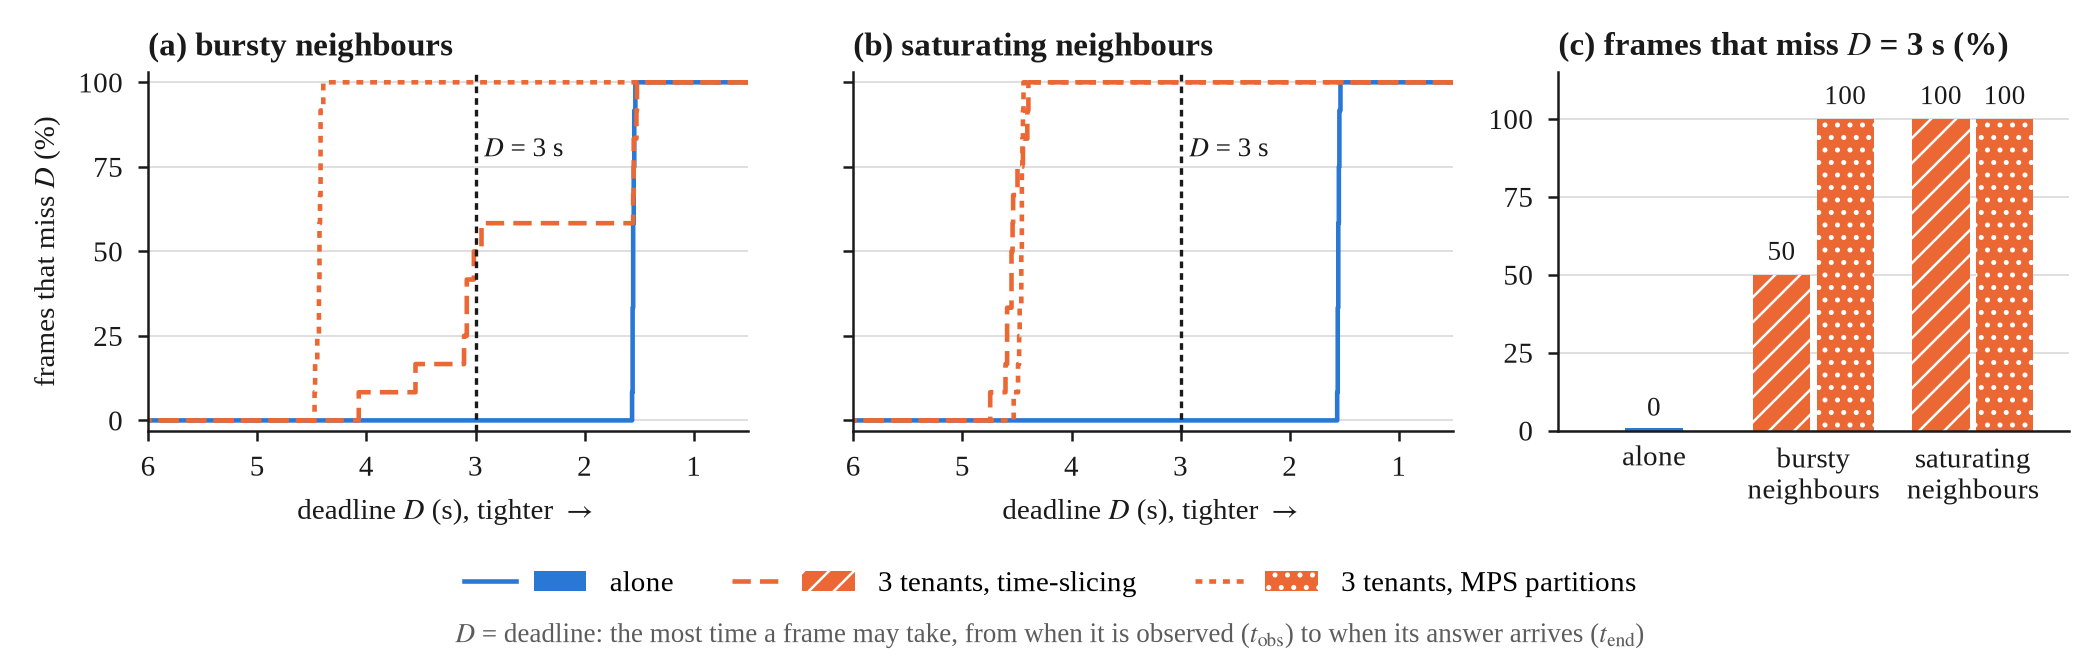 (a) bursty neighbours
(b) saturating neighbours
(c) frames that miss D = 3 s (%)
frames that miss D (%)
100
75
50
25
0
D = 3 s
6 5 4 3 2 1
deadline D (s), tighter →
D = 3 s
6 5 4 3 2 1
deadline D (s), tighter →
100
75
50
25
0
0
50
100
100
100
alone
bursty
neighbours
saturating
neighbours
alone
3 tenants, time-slicing
3 tenants, MPS partitions
D = deadline: the most time a frame may take, from when it is observed (t_obs) to when its answer arrives (t_end)